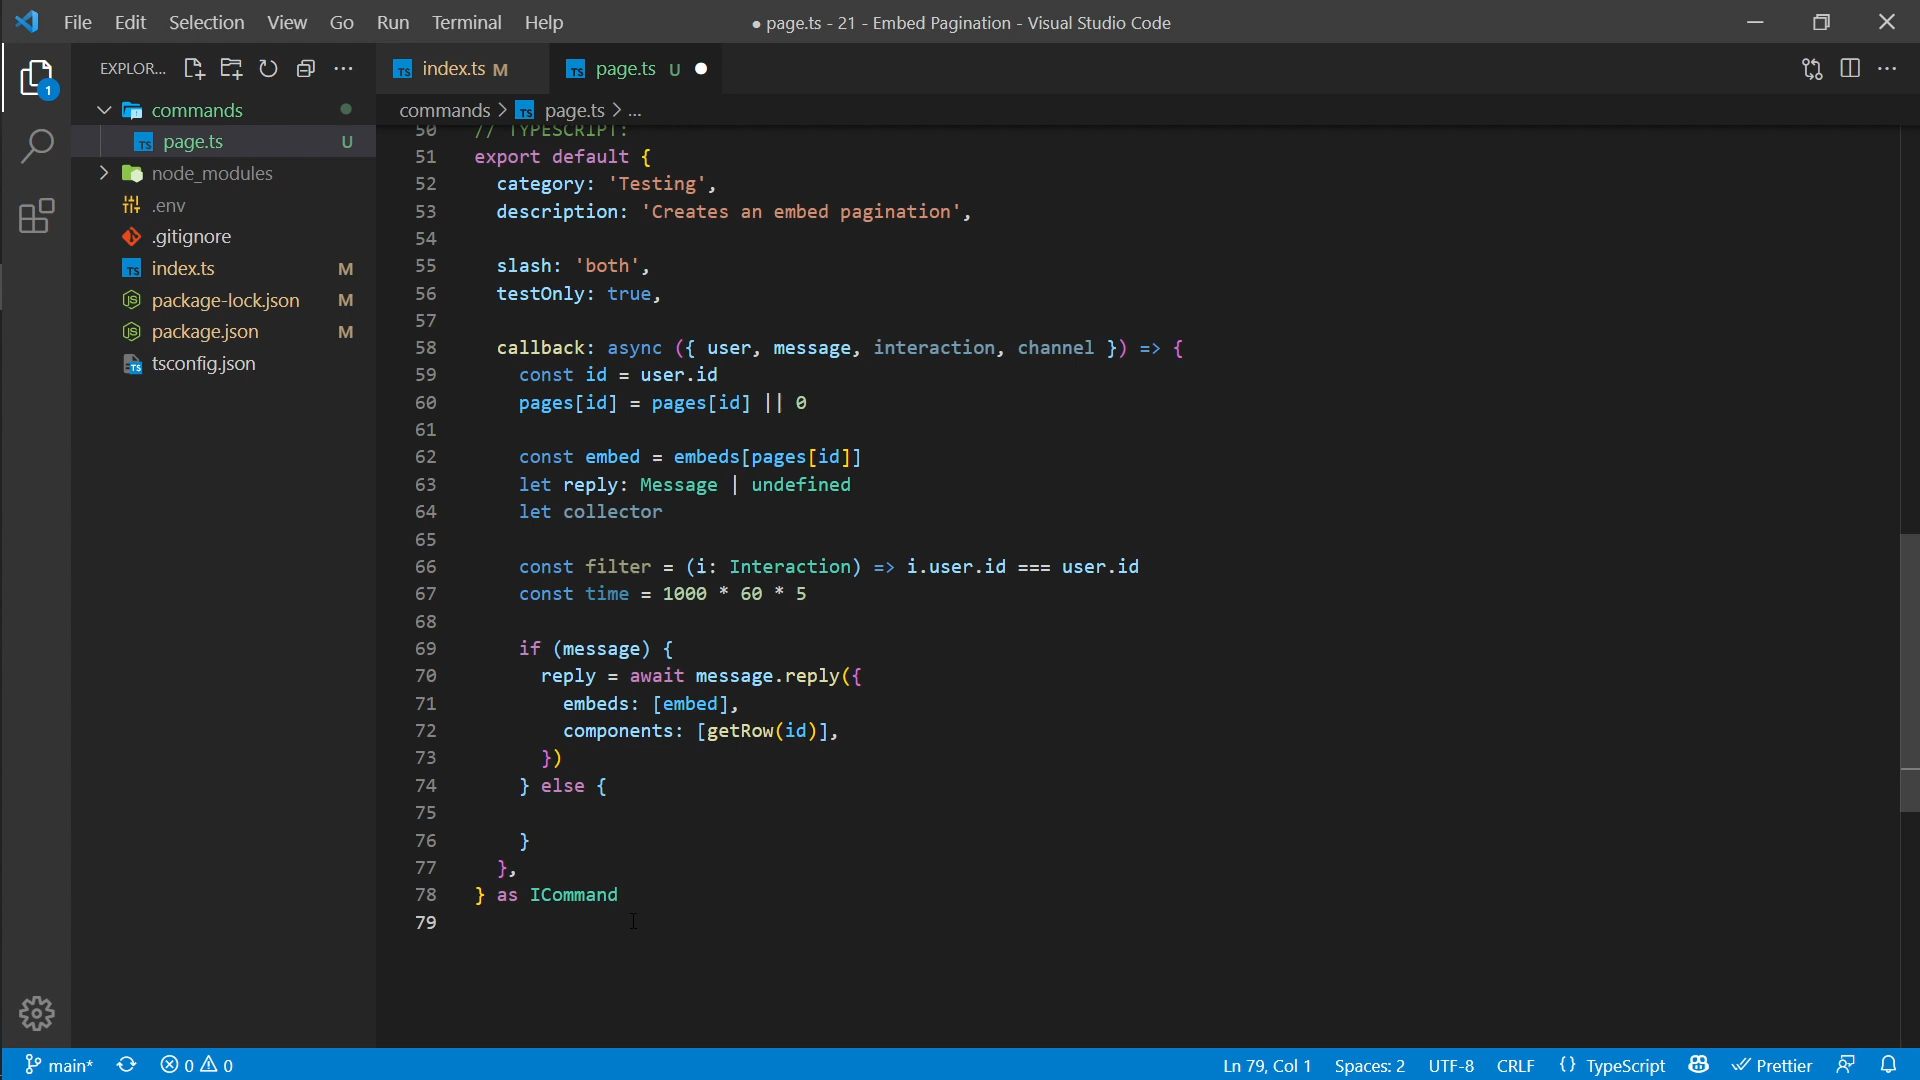 File Edit Selection View Go Run Terminal Help
● page.ts - 21 - Embed Pagination - Visual Studio Code
EXPLOR...
index.ts M
page.ts U
commands > page.ts > ...
1
commands
page.ts U
node_modules
.env
.gitignore
index.ts M
package-lock.json M
package.json M
tsconfig.json
50 // TYPESCRIPT:
51 export default {
52 category: 'Testing',
53 description: 'Creates an embed pagination',
54
55 slash: 'both',
56 testOnly: true,
57
58 callback: async ({ user, message, interaction, channel }) => {
59 const id = user.id
60 pages[id] = pages[id] || 0
61
62 const embed = embeds[pages[id]]
63 let reply: Message | undefined
64 let collector
65
66 const filter = (i: Interaction) => i.user.id === user.id
67 const time = 1000 * 60 * 5
68
69 if (message) {
70 reply = await message.reply({
71 embeds: [embed],
72 components: [getRow(id)],
73 })
74 } else {
75
76 }
77 },
78 } as ICommand
79
main* 0 0 Ln 79, Col 1 Spaces: 2 UTF-8 CRLF {} TypeScript Prettier